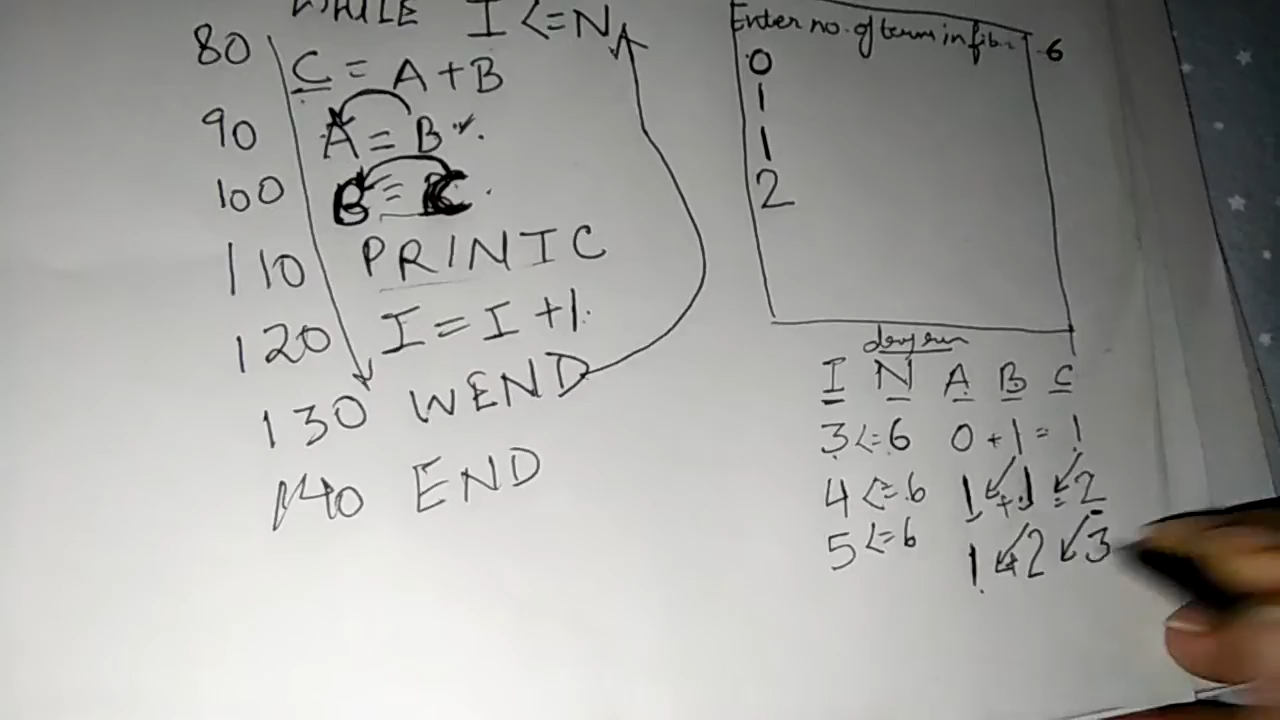 WHILE I <=N
80 C = A+B
90 A = B
100 B = C
110 PRINT C
120 I = I +1
130 WEND
140 END
Enter no. of term in fib. 6
0
1
1
2
I N A B C
3 <= 6 0 + 1 = 1
4 <= 6 1 + 1 = 2
5 <= 6 1 + 2 3